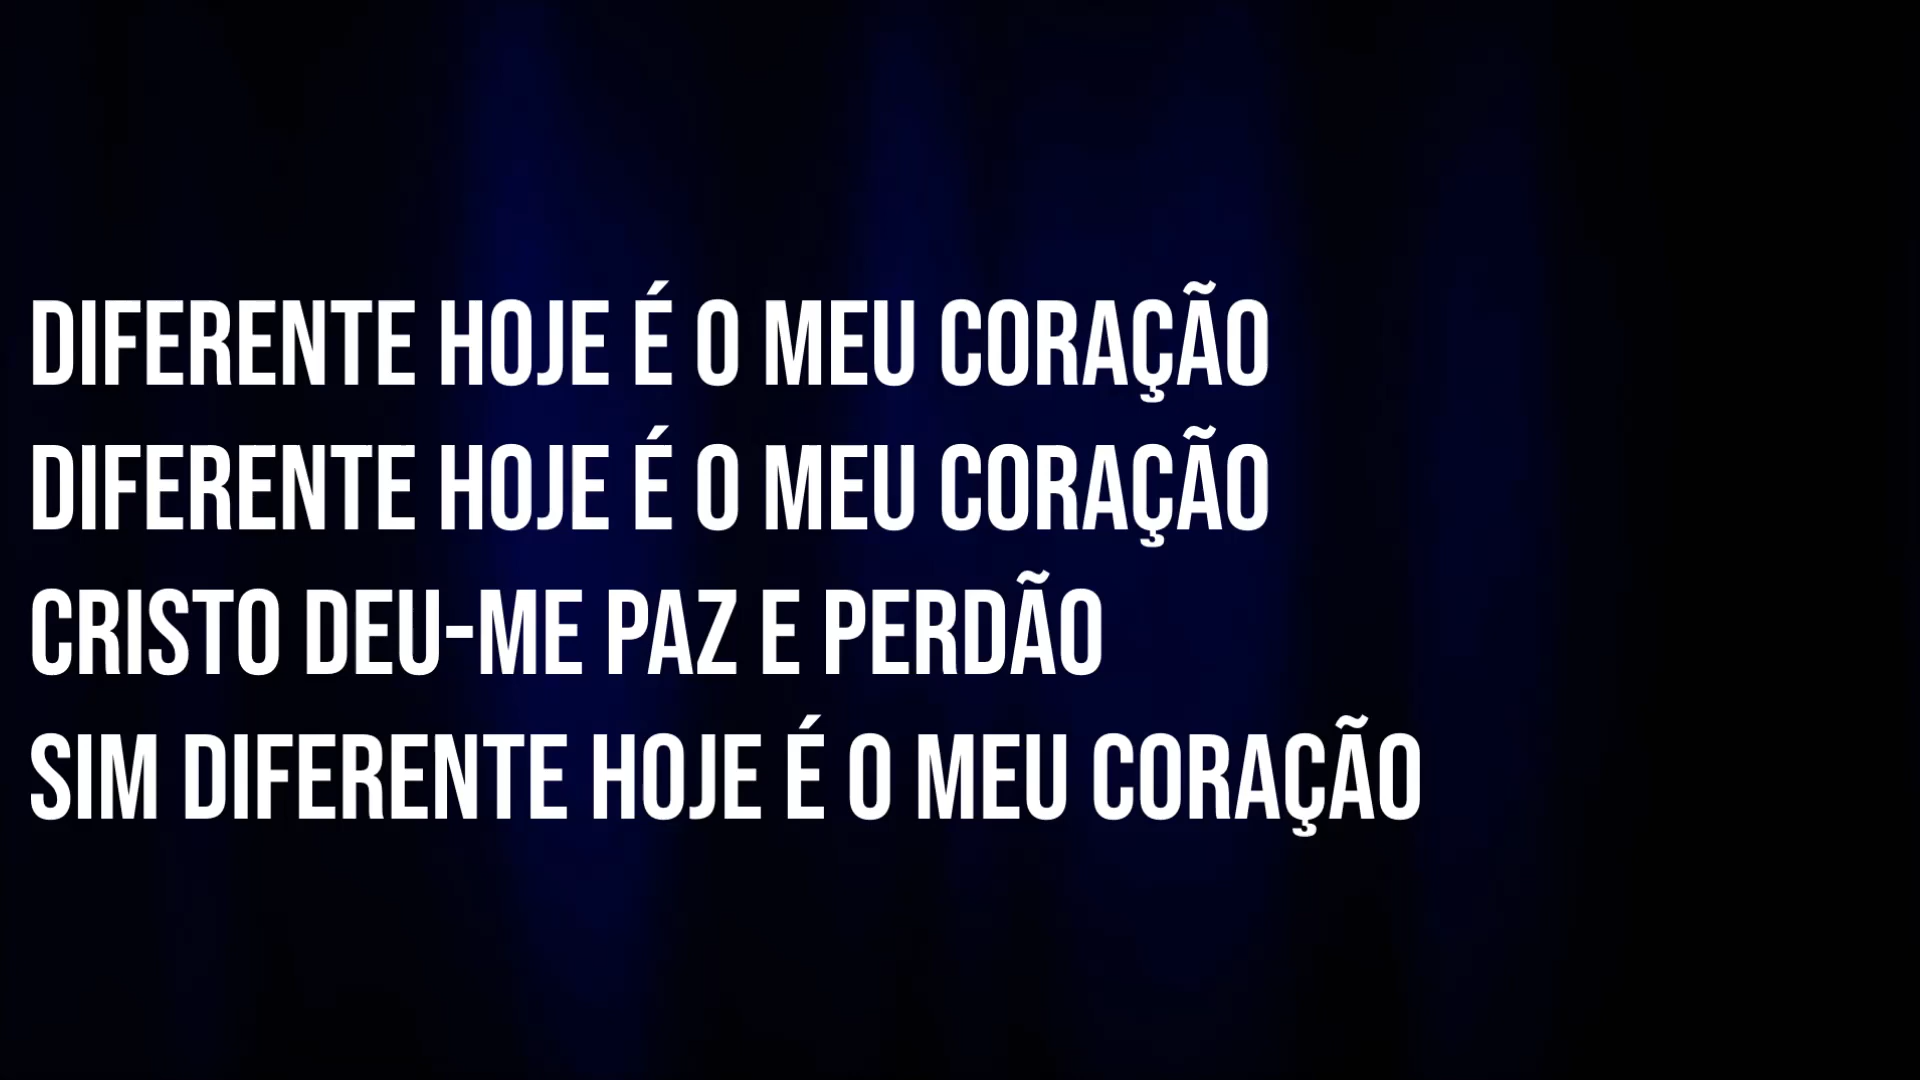 DIFERENTE HOJE É O MEU CORAÇÃO
DIFERENTE HOJE É O MEU CORAÇÃO
CRISTO DEU-ME PAZ E PERDÃO
SIM DIFERENTE HOJE É O MEU CORAÇÃO